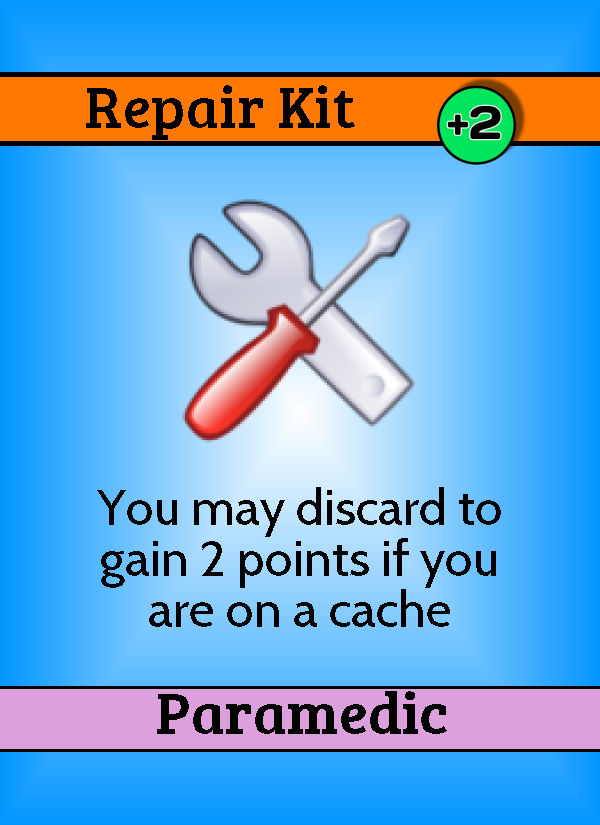 Repair Kit
+2
You may discard to
gain 2 points if you
are on a cache
Paramedic